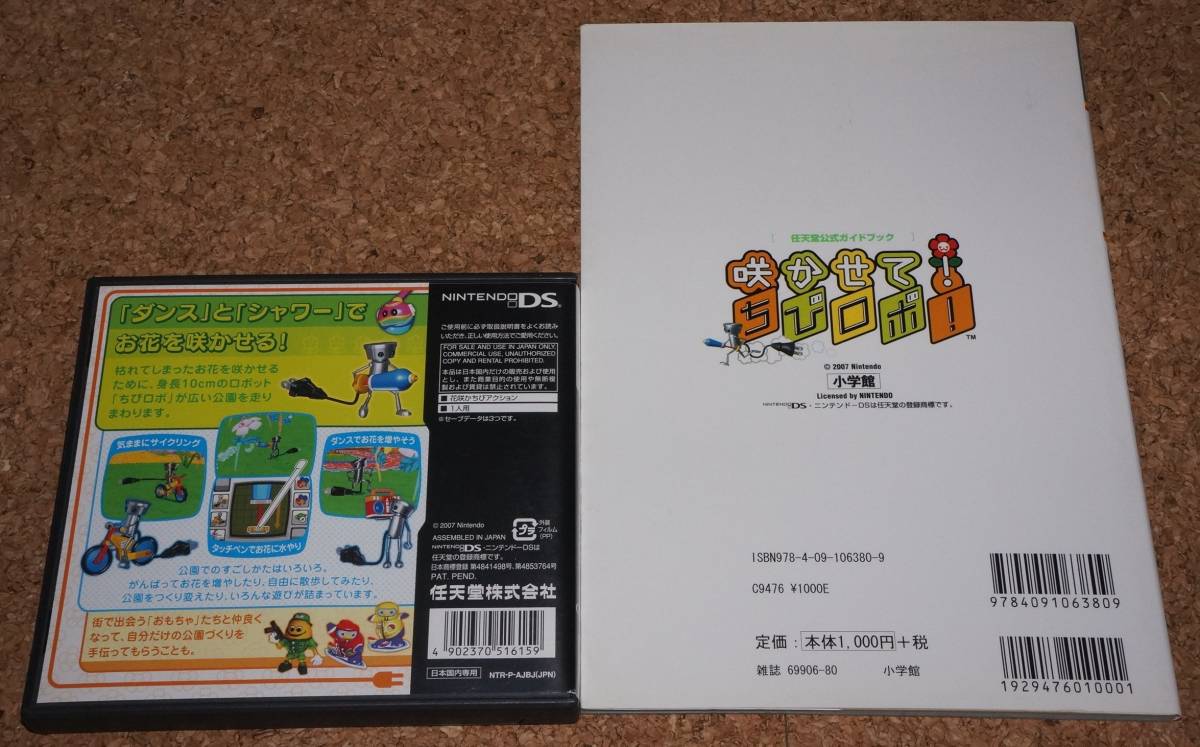 「ダンス」と「シャワー」で
お花を咲かせる!
枯れてしまったお花を咲かせる
ために、身長10cmのロボット
「ちびロボ」が広い公園を走り
まわります。
気ままにサイクリング
ダンスでお花を増やそう
タッチペンでお花に水やり
公園でのすごしかたはいろいろ。
がんばってお花を増やしたり、自由に散歩してみたり、
公園をつくり変えたり、いろんな遊びが詰まっています。
街で出会う「おもちゃ」たちと仲良く
なって、自分だけの公園づくりを
手伝ってもらうことも。
NINTENDO DS™
ご使用前に必ず取扱説明書をよくお読み
いただき、正しい使用方法でご愛用ください。
FOR SALE AND USE IN JAPAN ONLY.
COMMERCIAL USE, UNAUTHORIZED
COPY AND RENTAL PROHIBITED.
本品は日本国内だけの販売および使用
とし、また商業目的の使用や無断複
製および賃貸は禁止されています。
■ 花咲かちびアクション
■ 1人用
※セーブデータは3つです。
© 2007 Nintendo
ASSEMBLED IN JAPAN
NINTENDO DS・ニンテンドーDSは
任天堂の登録商標です。
日本商標登録 第4841498号、第4853764号
PAT. PEND.
プラ
外装
フィルム
(PP)
任天堂株式会社
4 902370 516159
日本国内専用
NTR-P-AJBJ(JPN)
[ 任天堂公式ガイドブック ]
咲かせて!
ちびロボ!™
© 2007 Nintendo
小学館
Licensed by NINTENDO
NINTENDO DS・ニンテンドーDSは任天堂の登録商標です。
ISBN978-4-09-106380-9
C9476 ¥1000E
定価:本体1,000円+税
雑誌 69906-80 小学館
9784091063809
1929476010001